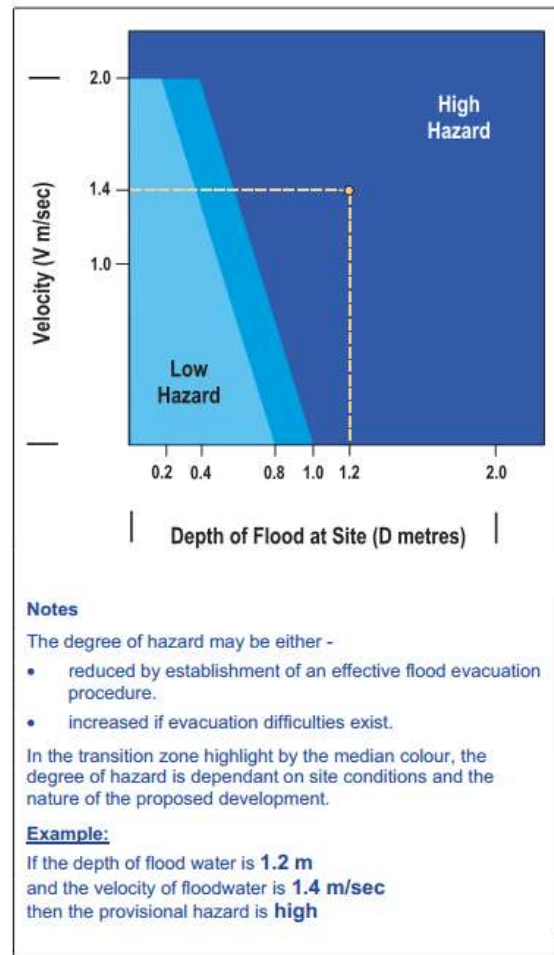 2.0
High
Hazard
1.4
Velocity (V m/sec)
1.0
Low
Hazard
0.2 0.4 0.8 1.0 1.2 2.0
Depth of Flood at Site (D metres)
Notes
The degree of hazard may be either -
• reduced by establishment of an effective flood evacuation
procedure.
• increased if evacuation difficulties exist.
In the transition zone highlight by the median colour, the
degree of hazard is dependant on site conditions and the
nature of the proposed development.
Example:
If the depth of flood water is 1.2 m
and the velocity of floodwater is 1.4 m/sec
then the provisional hazard is high